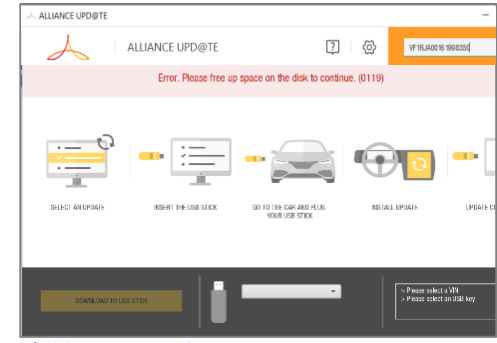 ALLIANCE UPD@TE
ALLIANCE UPD@TE
Error. Please free up space on the disk to continue. (0119)
SELECT AN UPDATE
INSERT THE USB STICK
GO TO THE CAR AND PLUG
YOUR USB STICK
INSTALL UPDATE
UPDATE
DOWNLOAD TO USB STICK
> Please select a VIN
> Please select an USB key